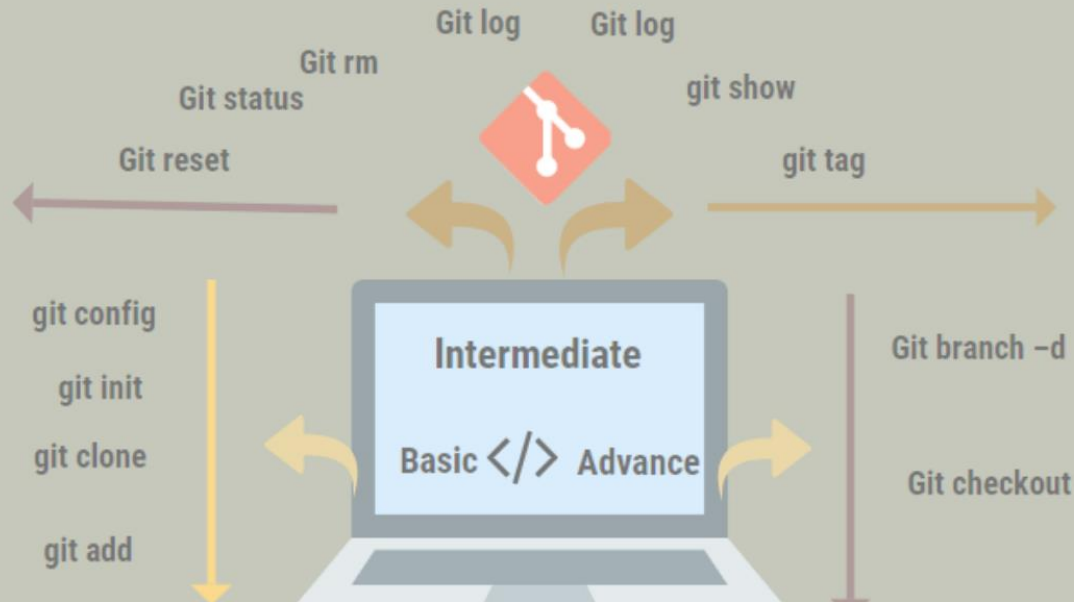 Git log
Git log
Git rm
git show
Git status
Git reset
git tag
git config
Intermediate
Git branch –d
git init
git clone
Basic </> Advance
Git checkout
git add